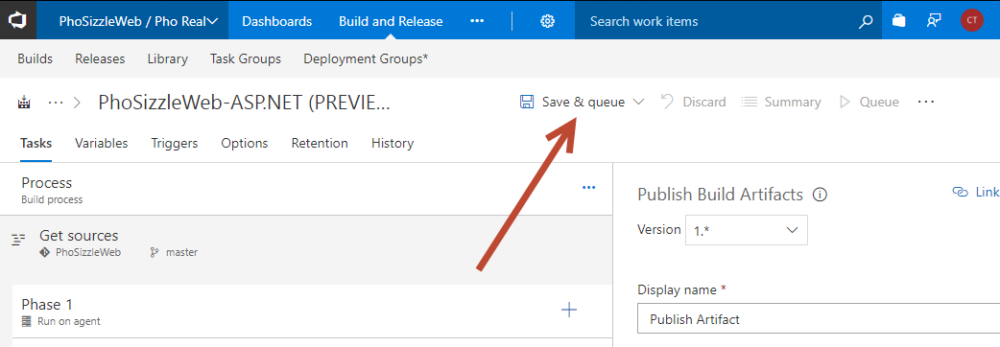 PhoSizzleWeb / Pho Real Dashboards Build and Release ··· Search work items CT
Builds Releases Library Task Groups Deployment Groups*
··· > PhoSizzleWeb-ASP.NET (PREVIE... Save & queue Discard Summary Queue ···
Tasks Variables Triggers Options Retention History
Process ···
Build process
Publish Build Artifacts Link
Version 1.*
Get sources
PhoSizzleWeb master
Display name *
Phase 1
Run on agent
Publish Artifact